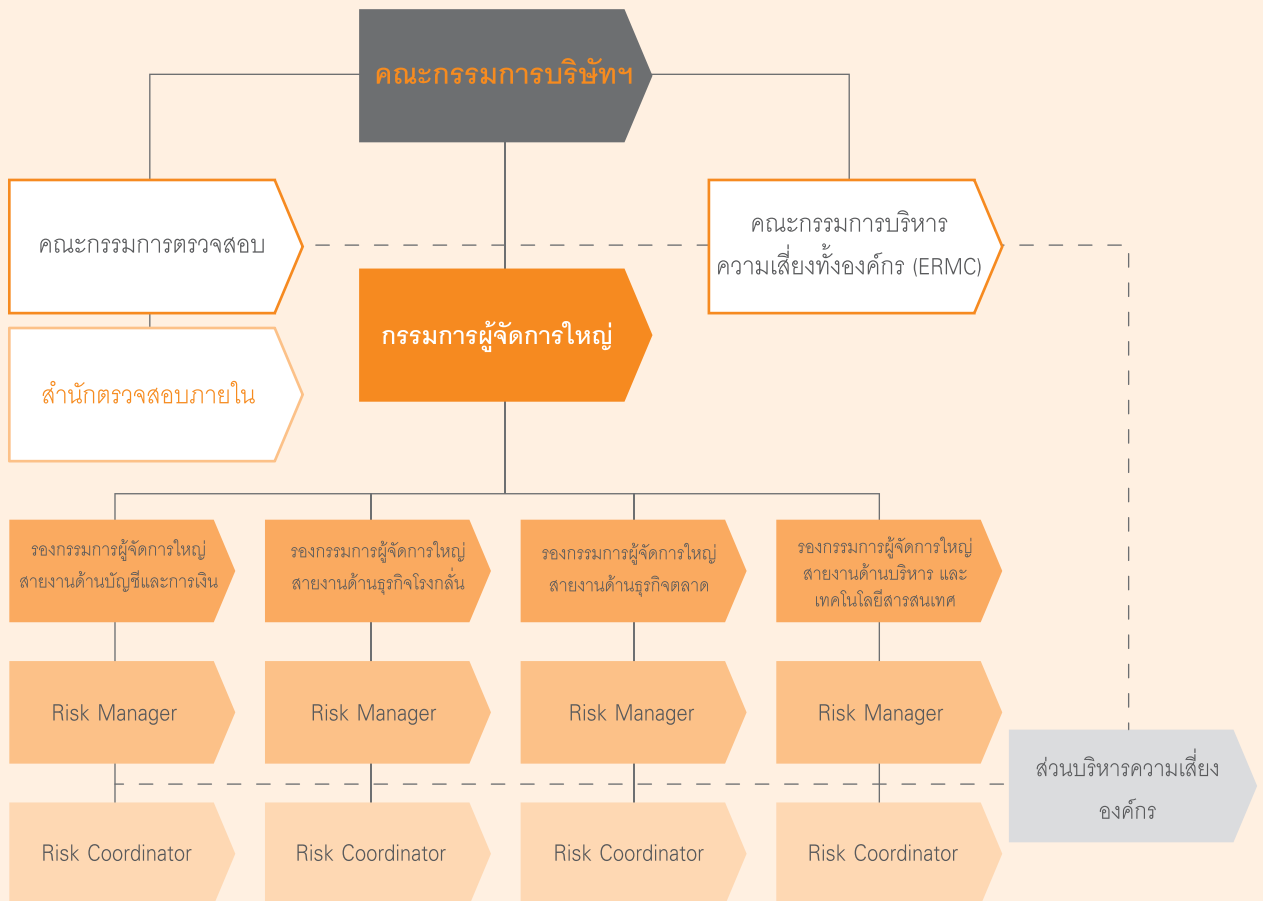 คณะกรรมการบริษัทฯ
คณะกรรมการตรวจสอบ
คณะกรรมการบริหาร
ความเสี่ยงทั้งองค์กร (ERMC)
กรรมการผู้จัดการใหญ่
สำนักตรวจสอบภายใน
รองกรรมการผู้จัดการใหญ่
สายงานด้านบัญชีและการเงิน
รองกรรมการผู้จัดการใหญ่
สายงานด้านธุรกิจโรงกลั่น
รองกรรมการผู้จัดการใหญ่
สายงานด้านธุรกิจตลาด
รองกรรมการผู้จัดการใหญ่
สายงานด้านบริหาร และ
เทคโนโลยีสารสนเทศ
Risk Manager
Risk Manager
Risk Manager
Risk Manager
ส่วนบริหารความเสี่ยง
องค์กร
Risk Coordinator
Risk Coordinator
Risk Coordinator
Risk Coordinator